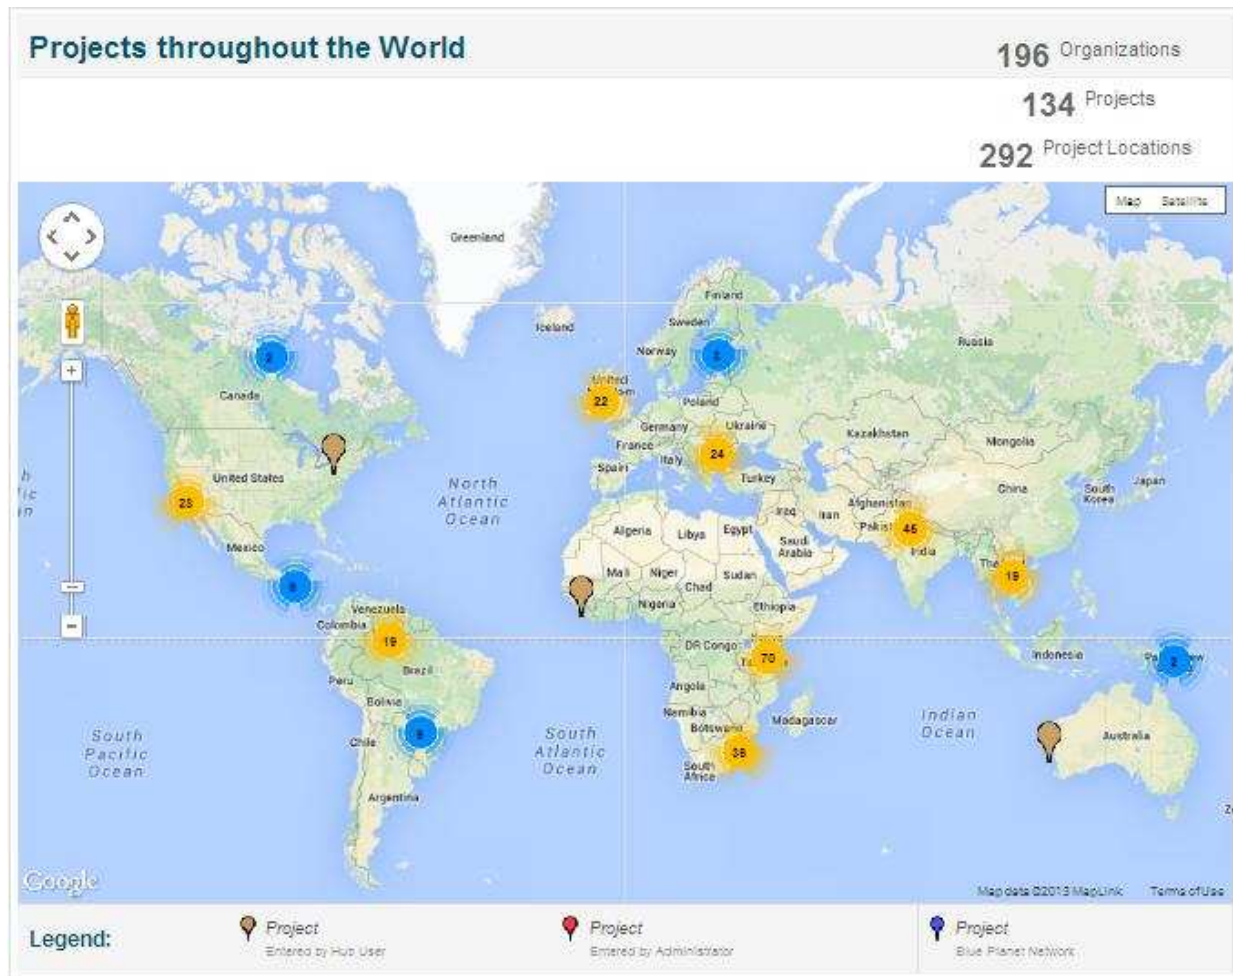 Projects throughout the World
196 Organizations
134 Projects
292 Project Locations
Map Satellite
Greenland
Finland
Iceland
Sweden
Russia
Norway
2
United
Canada
22
Poland
Germany
Ukraine
Kazakhstan
France
Mongolia
24
Italy
Spain
United States
Turkey
China
South
Korea
Japan
North
Atlantic
Ocean
Afghanistan
Iraq
Iran
Algeria
Libya
Egypt
45
Saudi
Arabia
India
Mexico
Mali
Niger
Chad
Sudan
19
Nigeria
Ethiopia
Venezuela
Colombia
19
DR Congo
70
Indonesia
2
Brazil
Peru
Angola
Bolivia
Namibia
Botswana
Madagascar
Indian
Ocean
South
Pacific
Ocean
Chile
South
Atlantic
Ocean
Australia
South
Africa
Argentina
Google
Map data ©2013 MapLink Terms of Use
Legend:
Project
Entered by Hub User
Project
Entered by Administrator
Project
Blue Planet Network